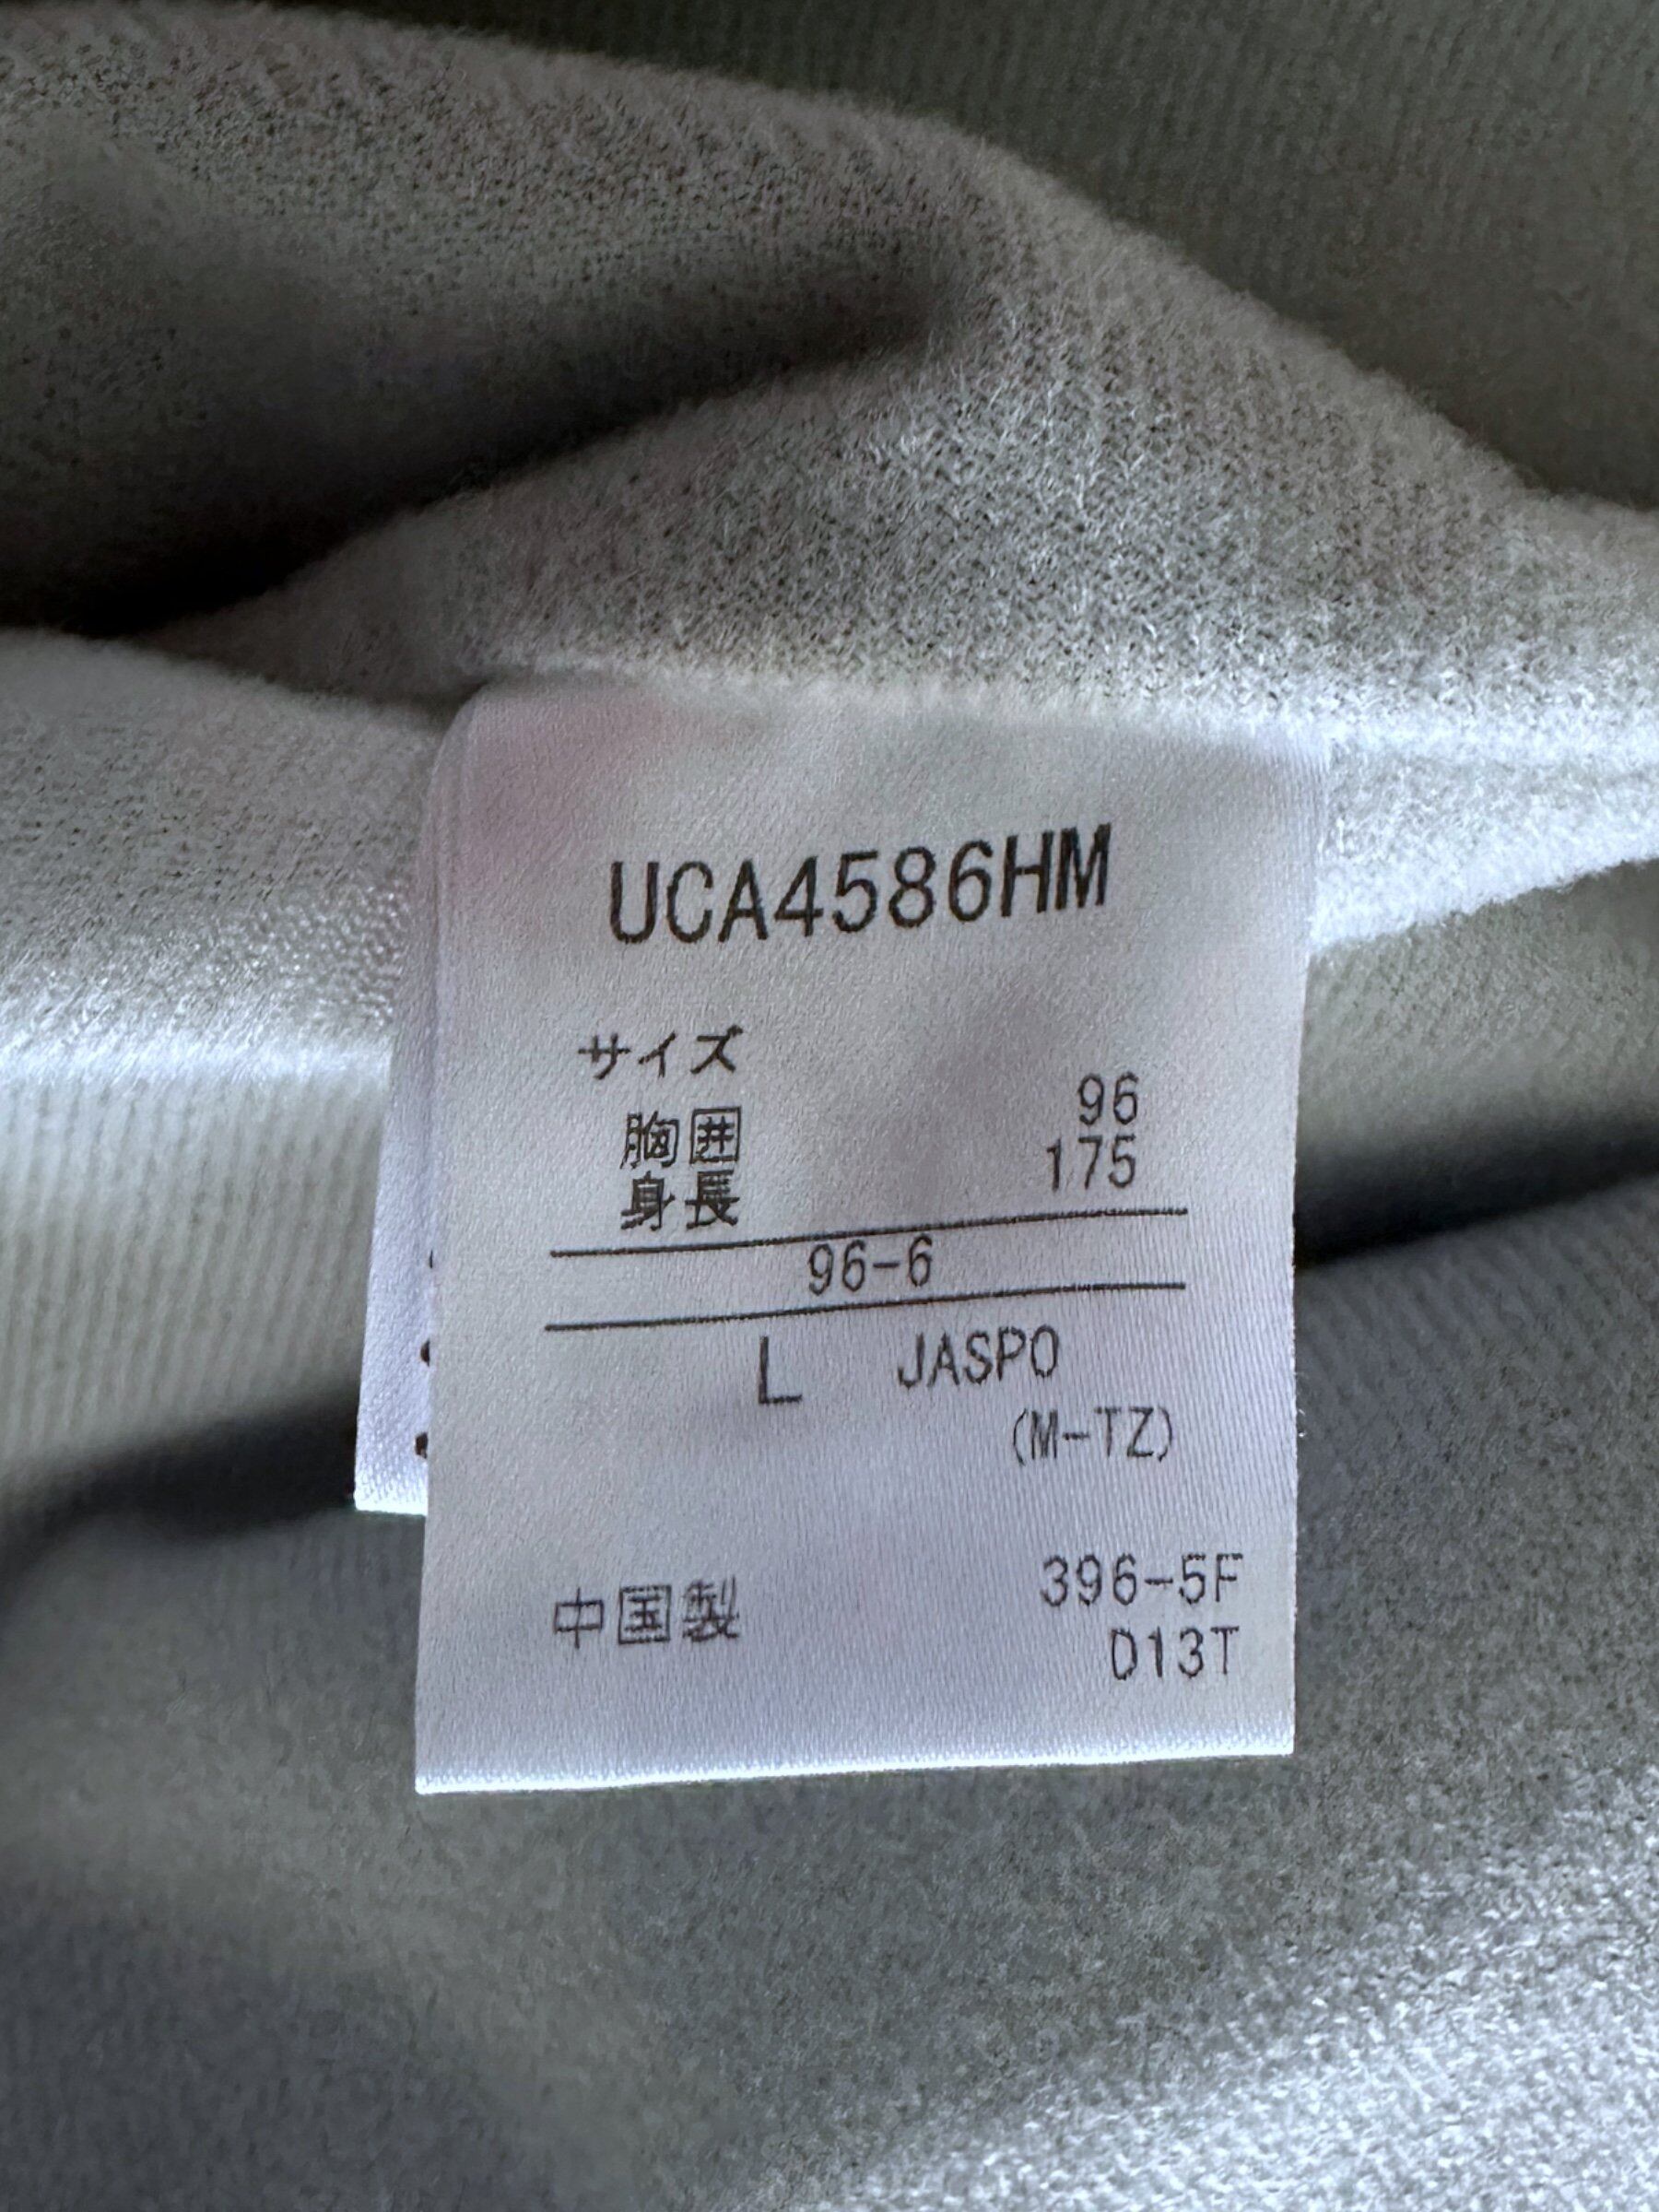 UCA4586HM
サイズ
胸囲 96
身長 175
96-6
L JASPO
(M-TZ)
中国製 396-5F
D13T